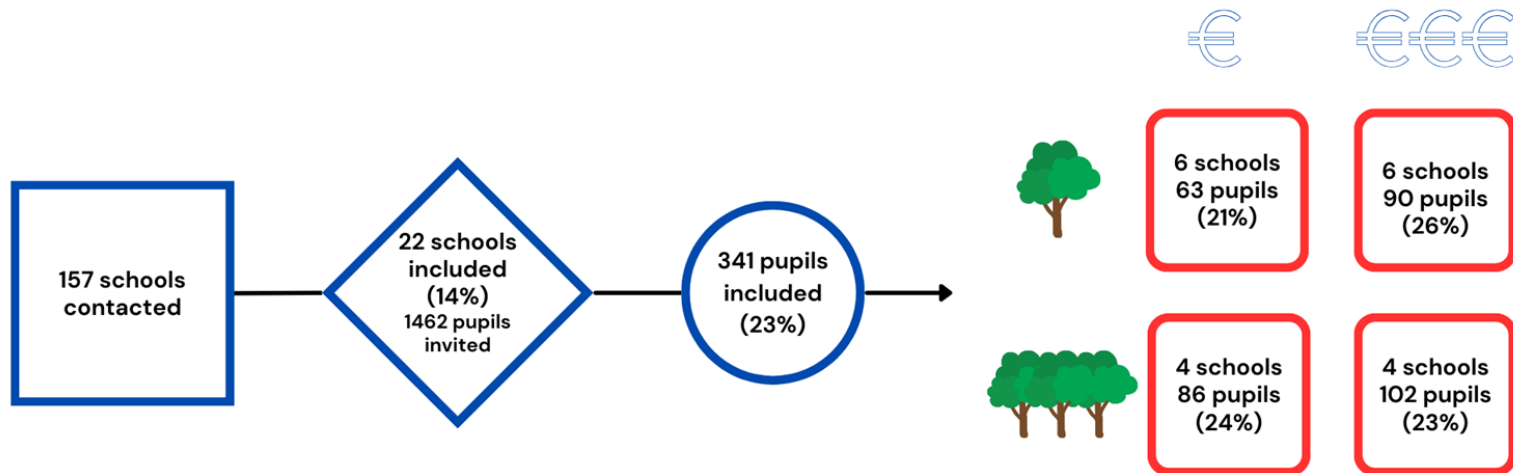 €
€€€
157 schools
contacted
22 schools
included
(14%)
1462 pupils
invited
341 pupils
included
(23%)
6 schools
63 pupils
(21%)
6 schools
90 pupils
(26%)
4 schools
86 pupils
(24%)
4 schools
102 pupils
(23%)